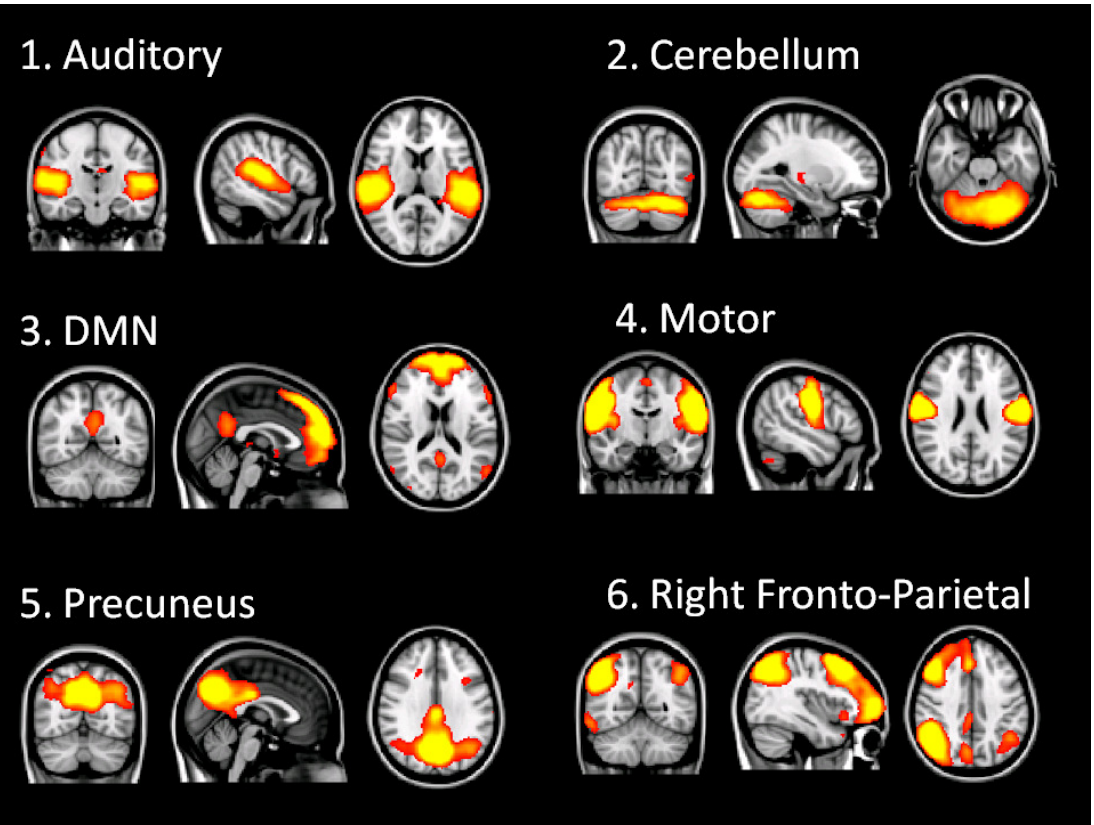 1. Auditory
2. Cerebellum
3. DMN
4. Motor
5. Precuneus
6. Right Fronto-Parietal